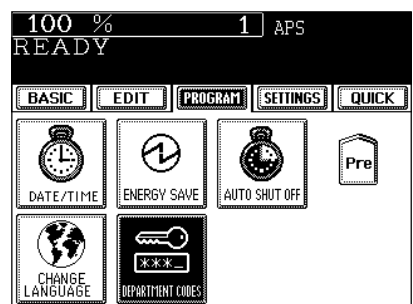 100 % 1 APS
READY
BASIC EDIT PROGRAM SETTINGS QUICK
DATE/TIME ENERGY SAVE AUTO SHUT OFF Pre
CHANGE
LANGUAGE
***_
DEPARTMENT CODES